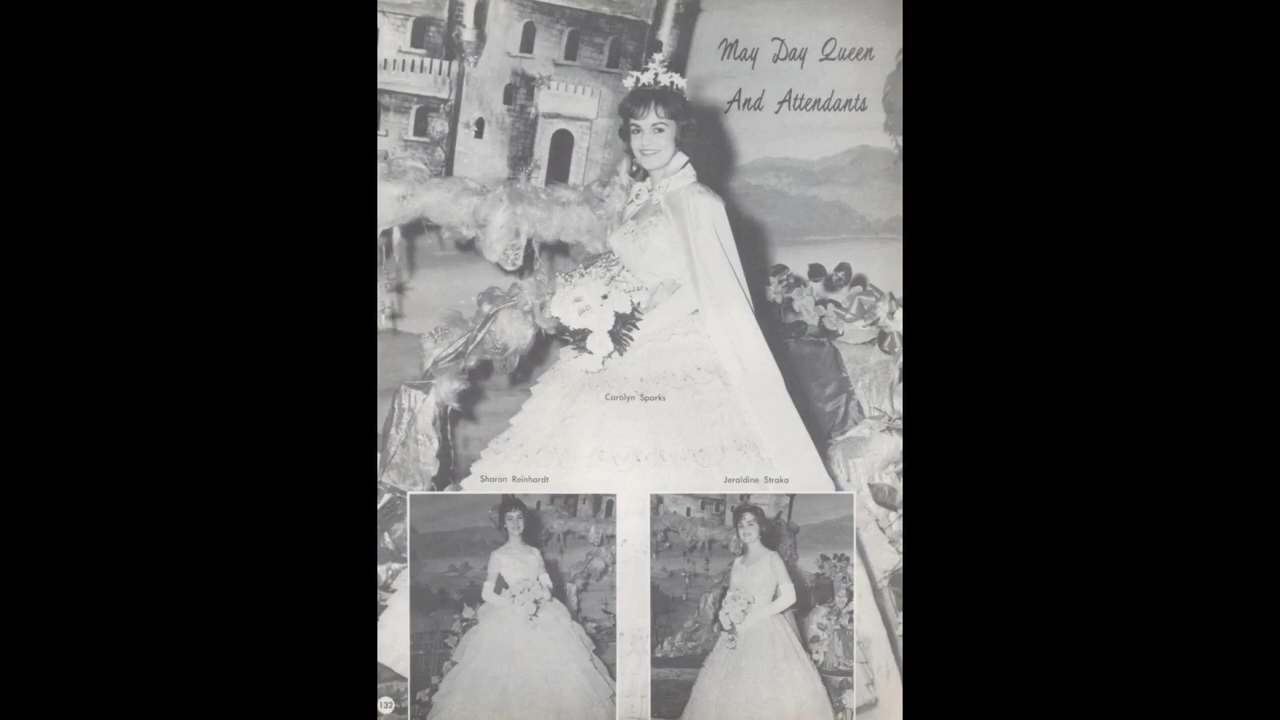 May Day Queen
And Attendants
Carolyn Sparks
Sharon Reinhardt
Jeraldine Straka
132